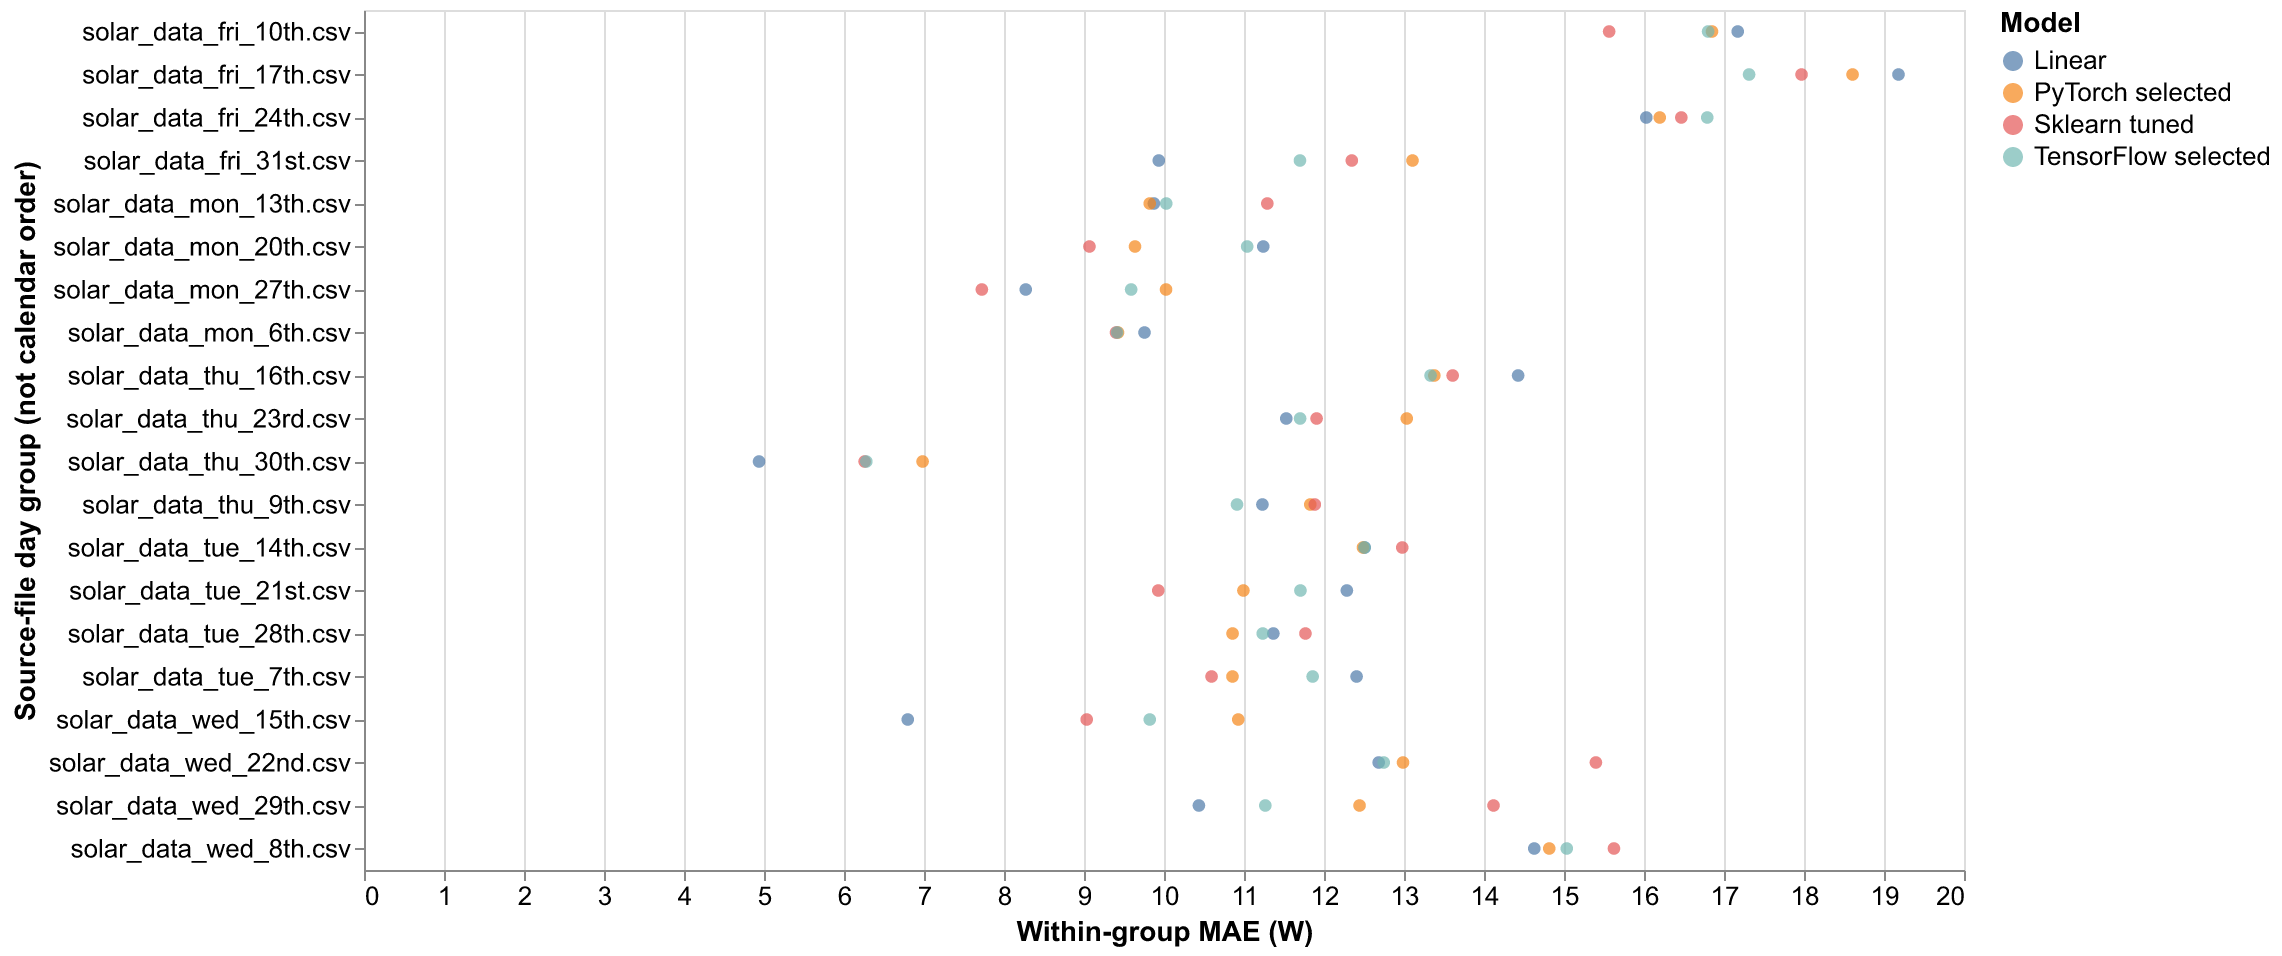 Source-file day group (not calendar order)
solar_data_fri_10th.csv
solar_data_fri_17th.csv
solar_data_fri_24th.csv
solar_data_fri_31st.csv
solar_data_mon_13th.csv
solar_data_mon_20th.csv
solar_data_mon_27th.csv
solar_data_mon_6th.csv
solar_data_thu_16th.csv
solar_data_thu_23rd.csv
solar_data_thu_30th.csv
solar_data_thu_9th.csv
solar_data_tue_14th.csv
solar_data_tue_21st.csv
solar_data_tue_28th.csv
solar_data_tue_7th.csv
solar_data_wed_15th.csv
solar_data_wed_22nd.csv
solar_data_wed_29th.csv
solar_data_wed_8th.csv
0 1 2 3 4 5 6 7 8 9 10 11 12 13 14 15 16 17 18 19 20
Within-group MAE (W)
Model
Linear
PyTorch selected
Sklearn tuned
TensorFlow selected